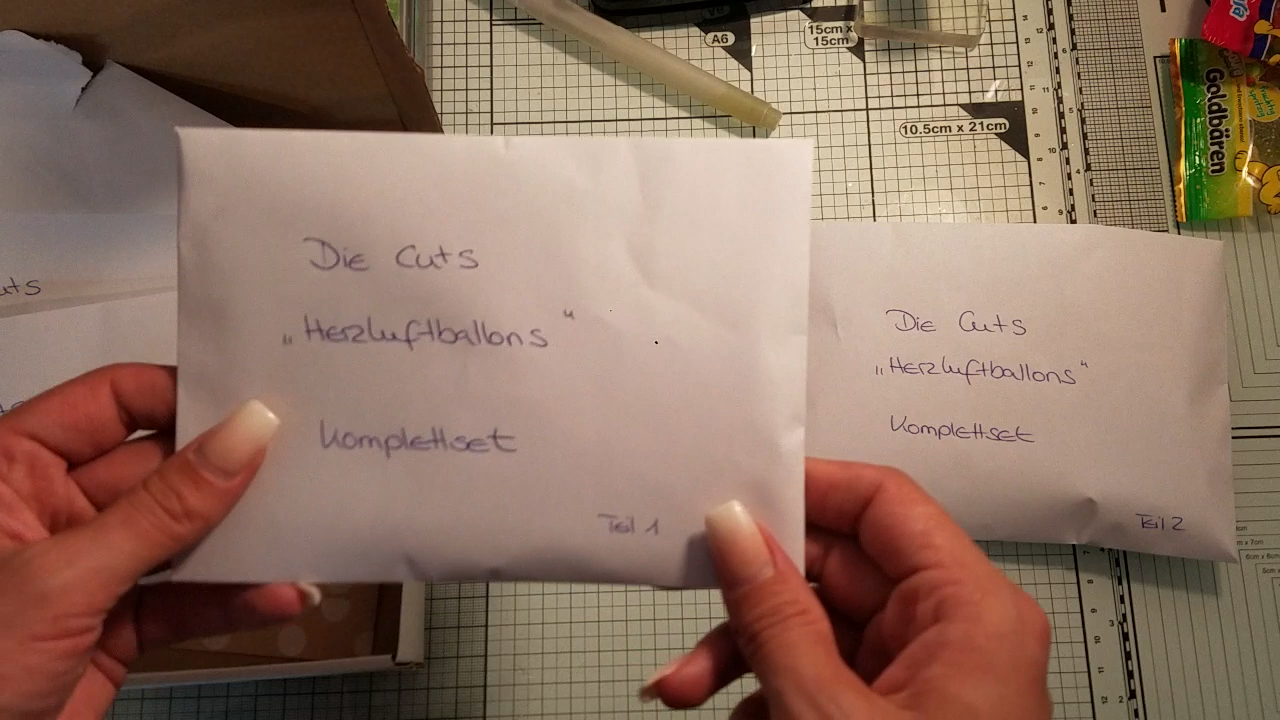 Die Cuts
„Herzluftballons“
Komplettset
Teil 1
Die Cuts
„Herzluftballons“
Komplettset
Teil 2
A6
15cm x
15cm
10.5cm x 21cm
Goldbären